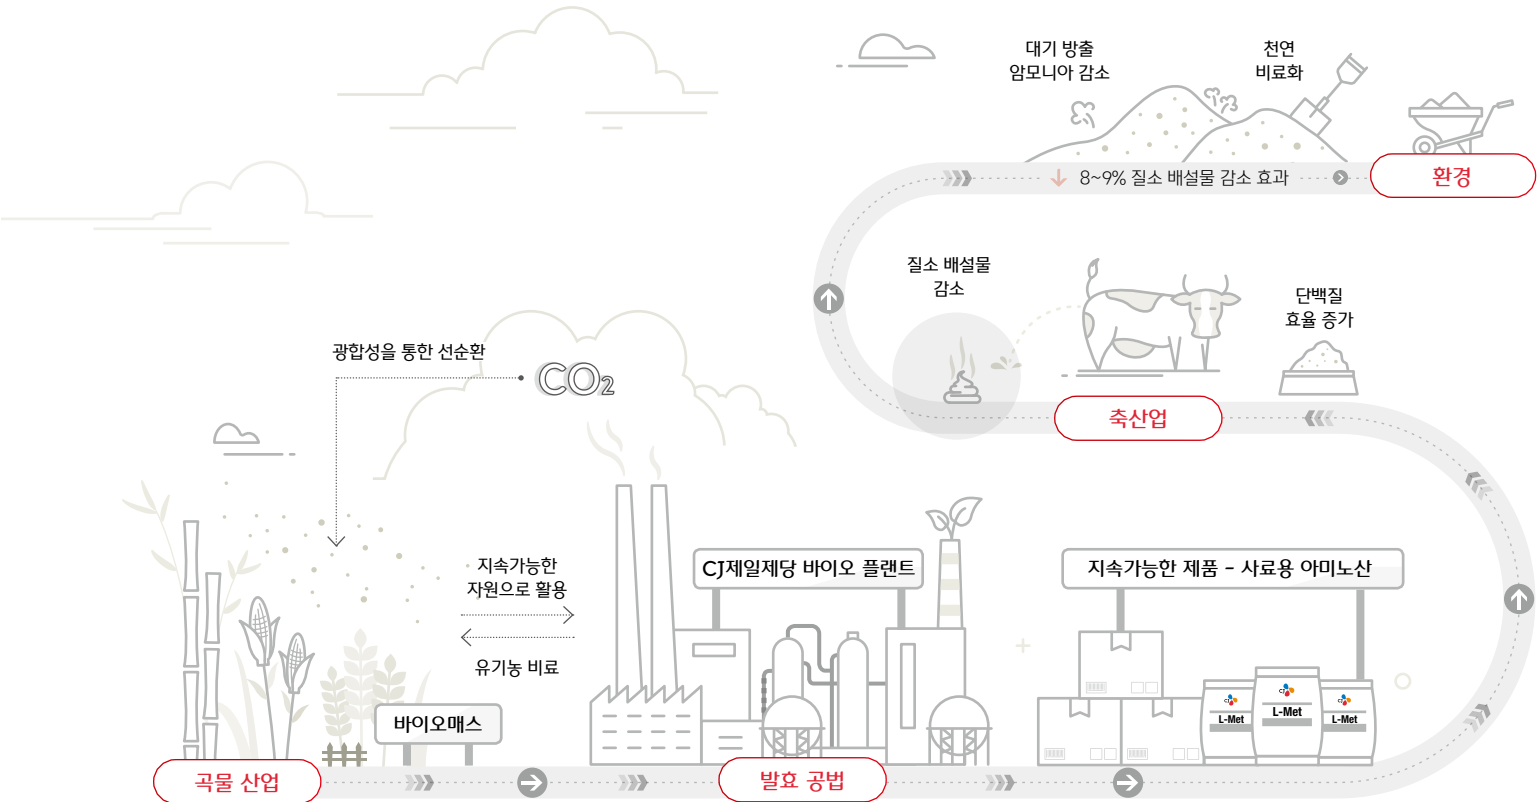 대기 방출
암모니아 감소
천연
비료화
8~9% 질소 배설물 감소 효과
환경
질소 배설물
감소
단백질
효율 증가
축산업
광합성을 통한 선순환
CO2
지속가능한
자원으로 활용
유기농 비료
바이오매스
곡물 산업
CJ제일제당 바이오 플랜트
발효 공법
지속가능한 제품 - 사료용 아미노산
CJ
L-Met
CJ
L-Met
CJ
L-Met